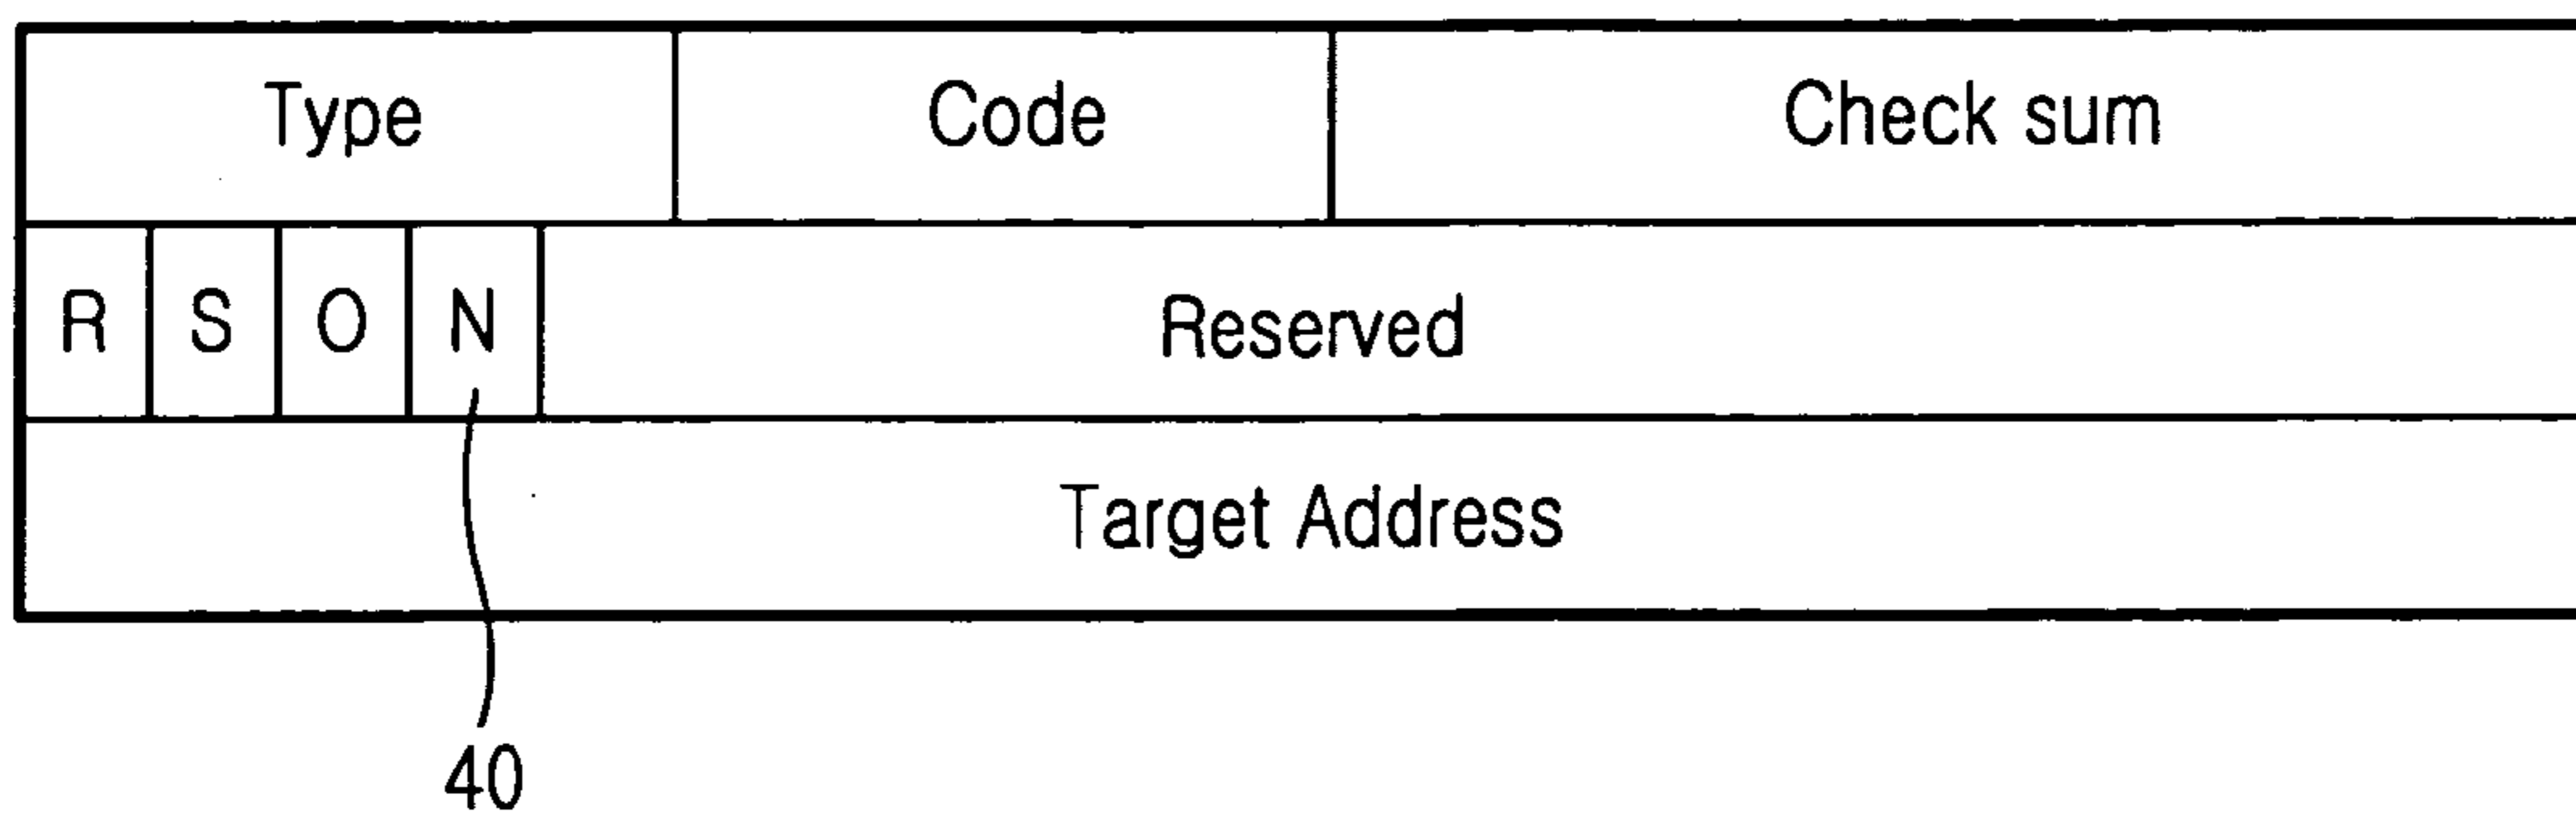 Type Code Check sum
R S O N Reserved
Target Address
40